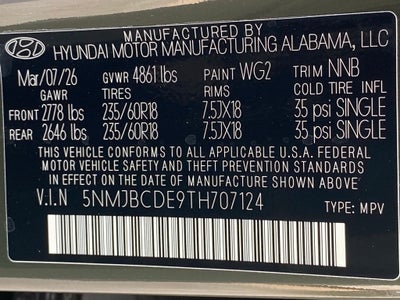 MANUFACTURED BY
HYUNDAI MOTOR MANUFACTURING ALABAMA, LLC
Mar/07/26 GVWR 4861 lbs PAINT WG2 TRIM NNB
GAWR TIRES RIMS COLD TIRE INFL
FRONT 2778 lbs 235/60R18 7.5JX18 35 psi SINGLE
REAR 2646 lbs 235/60R18 7.5JX18 35 psi SINGLE
THIS VEHICLE CONFORMS TO ALL APPLICABLE U.S.A. FEDERAL
MOTOR VEHICLE SAFETY AND THEFT PREVENTION STANDARDS
IN EFFECT ON THE DATE OF MANUFACTURE SHOWN ABOVE.
V.I.N 5NMJBCDE9TH707124 TYPE: MPV